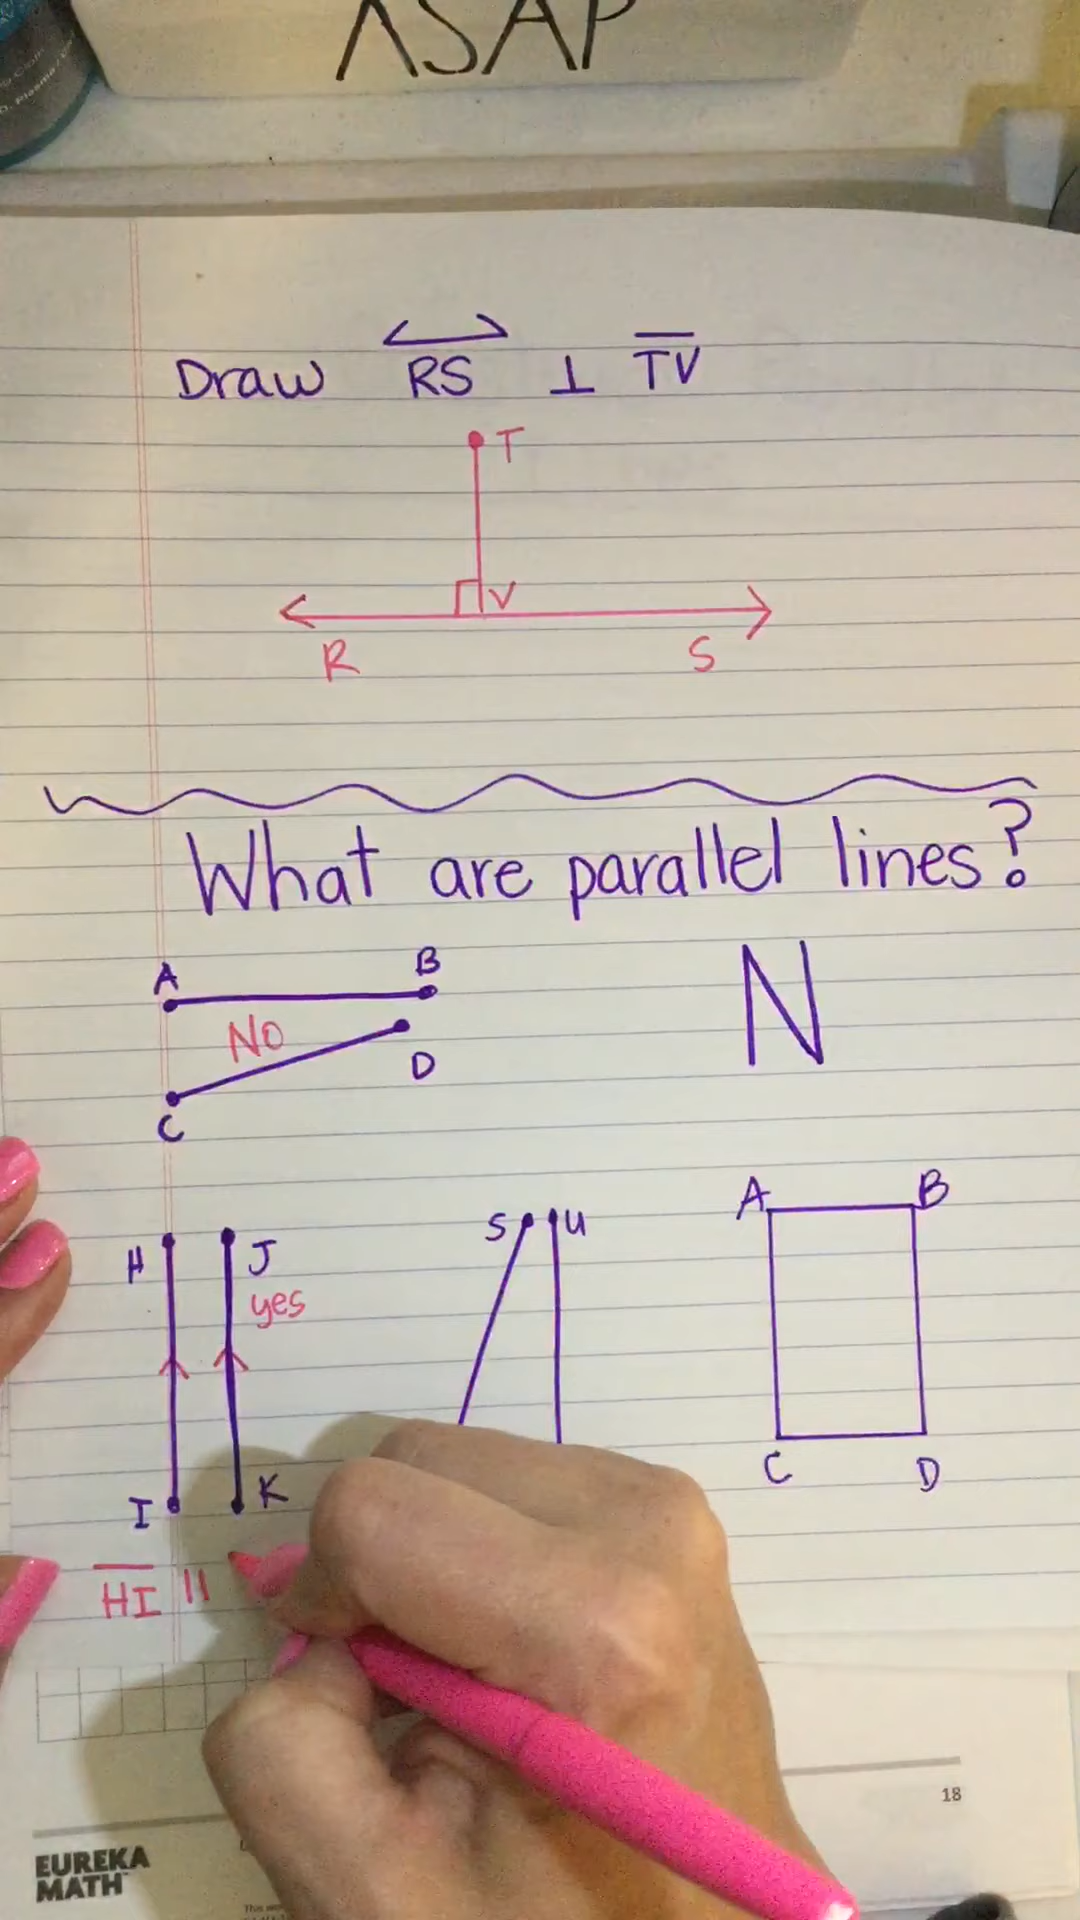 ASAP
Draw RS ⊥ TV
T
V
R S
What are parallel lines?
A B
NO
D
C
N
H J
yes
I K
S U
A B
C D
HI ||
18
EUREKA
MATH